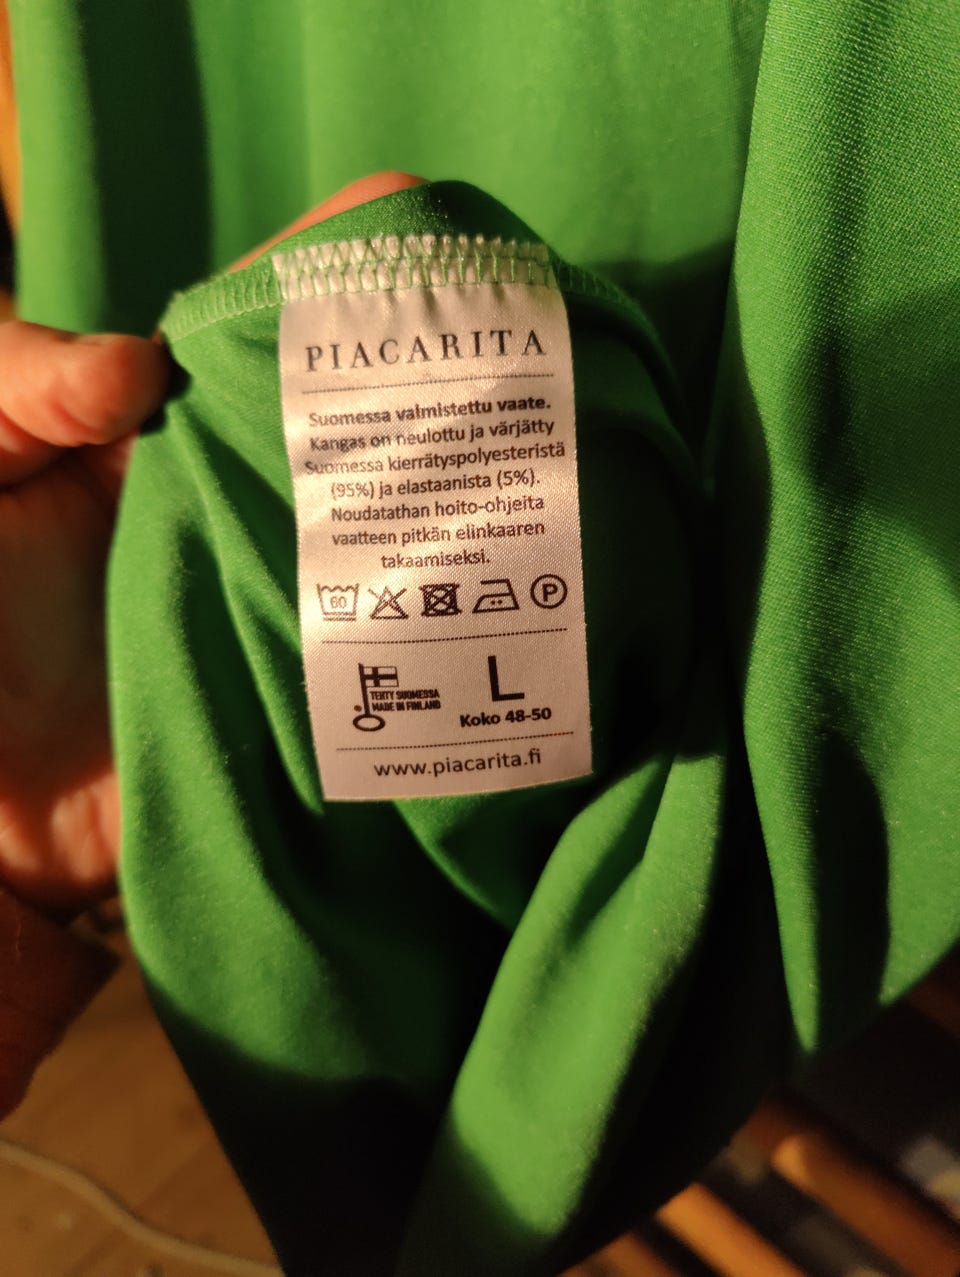 PIACARITA
Suomessa valmistettu vaate.
Kangas on neulottu ja värjätty
Suomessa kierrätyspolyesteristä
(95%) ja elastaanista (5%).
Noudatathan hoito-ohjeita
vaatteen pitkän elinkaaren
takaamiseksi.
60
P
TEHTY SUOMESSA
MADE IN FINLAND
L
Koko 48-50
www.piacarita.fi